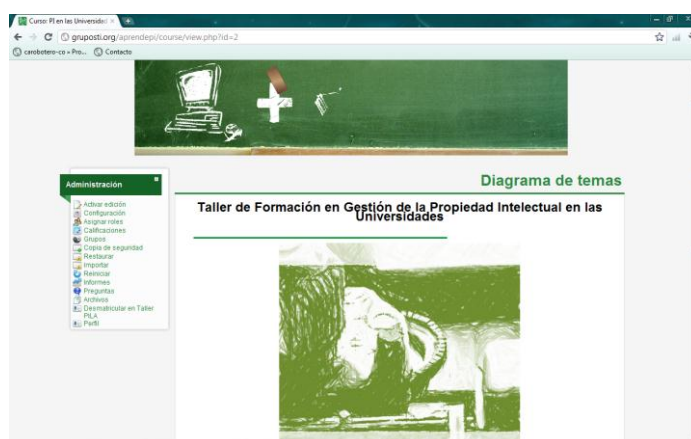 Curso: PI en las Universidad
gruposti.org/aprendepi/course/view.php?id=2
carobotero-co » Pro...
Contacto
Administración
Activar edición
Configuración
Asignar roles
Calificaciones
Grupos
Copia de seguridad
Restaurar
Importar
Reiniciar
Informes
Preguntas
Archivos
Desmatricular en Taller
PILA
Perfil
Diagrama de temas
Taller de Formación en Gestión de la Propiedad Intelectual en las
Universidades